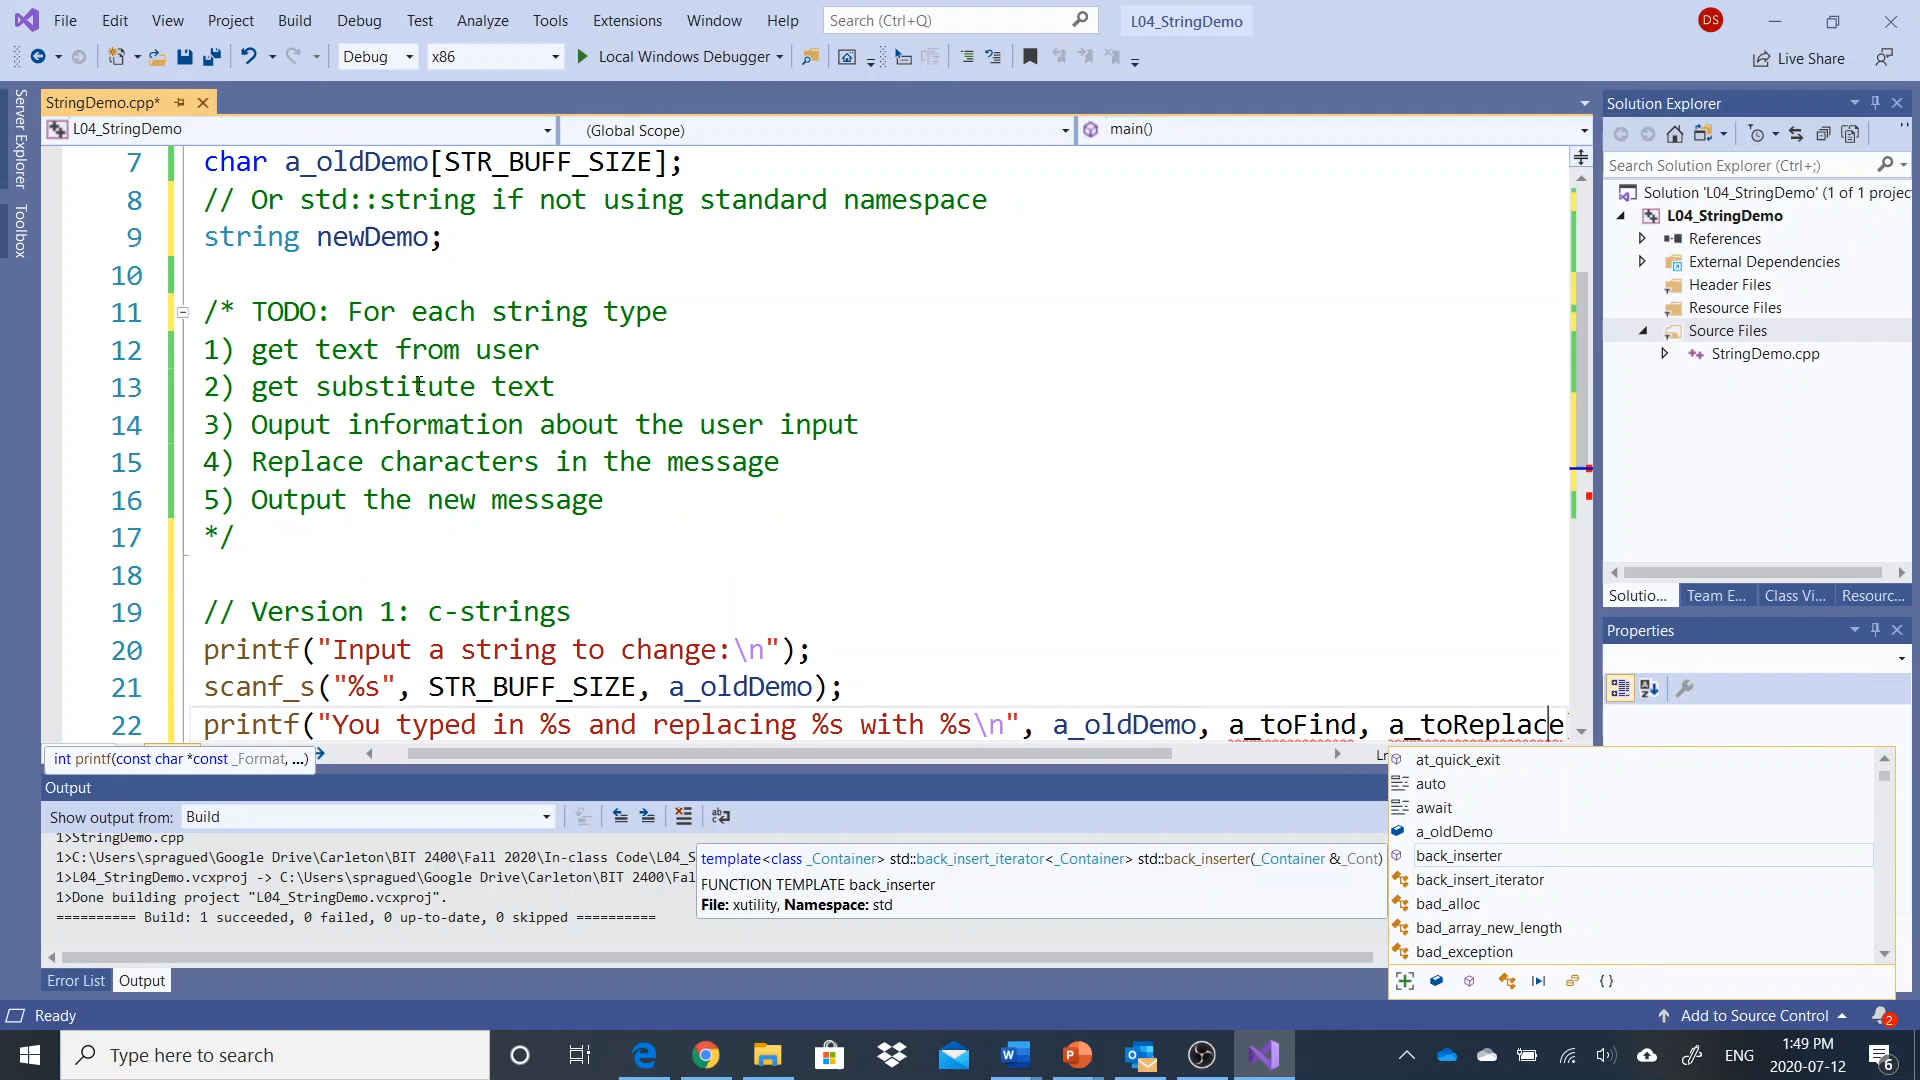 File Edit View Project Build Debug Test Analyze Tools Extensions Window Help Search (Ctrl+Q) L04_StringDemo DS
Debug x86 Local Windows Debugger Live Share
Server Explorer
Toolbox
StringDemo.cpp*
L04_StringDemo (Global Scope) main()
7 char a_oldDemo[STR_BUFF_SIZE];
8 // Or std::string if not using standard namespace
9 string newDemo;
10
11 /* TODO: For each string type
12 1) get text from user
13 2) get substitute text
14 3) Ouput information about the user input
15 4) Replace characters in the message
16 5) Output the new message
17 */
18
19 // Version 1: c-strings
20 printf("Input a string to change:\n");
21 scanf_s("%s", STR_BUFF_SIZE, a_oldDemo);
22 printf("You typed in %s and replacing %s with %s\n", a_oldDemo, a_toFind, a_toReplace
int printf(const char *const _Format, ...)
at_quick_exit
auto
await
a_oldDemo
back_inserter
back_insert_iterator
bad_alloc
bad_array_new_length
bad_exception
template<class _Container> std::back_insert_iterator<_Container> std::back_inserter(_Container &_Cont)
FUNCTION TEMPLATE back_inserter
File: xutility, Namespace: std
Output
Show output from: Build
1>StringDemo.cpp
1>C:\Users\spragued\Google Drive\Carleton\BIT 2400\Fall 2020\In-class Code\L04_S
1>L04_StringDemo.vcxproj -> C:\Users\spragued\Google Drive\Carleton\BIT 2400\Fal
1>Done building project "L04_StringDemo.vcxproj".
========== Build: 1 succeeded, 0 failed, 0 up-to-date, 0 skipped ==========
Error List Output
Solution Explorer
Search Solution Explorer (Ctrl+;)
Solution 'L04_StringDemo' (1 of 1 projec
L04_StringDemo
References
External Dependencies
Header Files
Resource Files
Source Files
StringDemo.cpp
Solutio... Team E... Class Vi... Resourc...
Properties
Ready Add to Source Control 2
Type here to search ENG 1:49 PM
2020-07-12 6